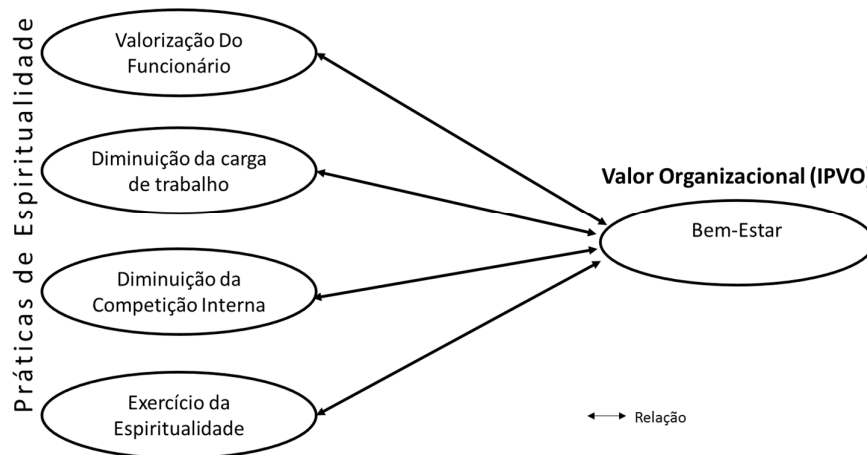 Práticas de Espiritualidade
Valorização Do
Funcionário
Diminuição da carga
de trabalho
Diminuição da
Competição Interna
Exercício da
Espiritualidade
Valor Organizacional (IPVO)
Bem-Estar
Relação